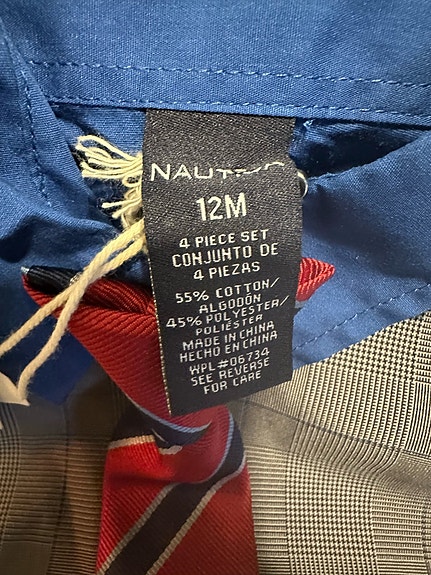 NAUTICA
12M
4 PIECE SET
CONJUNTO DE
4 PIEZAS
55% COTTON/
ALGODÓN
45% POLYESTER/
POLIÉSTER
MADE IN CHINA
HECHO EN CHINA
WPL #06734
SEE REVERSE
FOR CARE